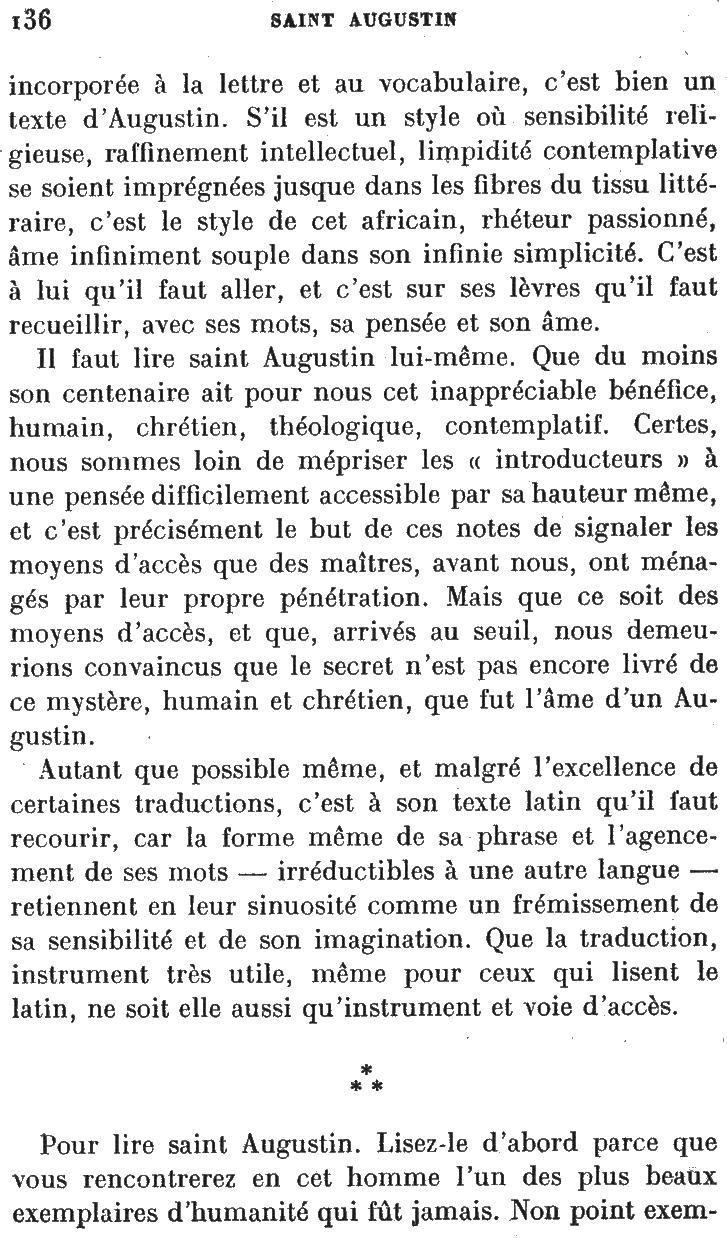 136 SAINT AUGUSTIN
incorporée à la lettre et au vocabulaire, c'est bien un
texte d'Augustin. S'il est un style où sensibilité reli-
gieuse, raffinement intellectuel, limpidité contemplative
se soient imprégnées jusque dans les fibres du tissu litté-
raire, c'est le style de cet africain, rhéteur passionné,
âme infiniment souple dans son infinie simplicité. C'est
à lui qu'il faut aller, et c'est sur ses lèvres qu'il faut
recueillir, avec ses mots, sa pensée et son âme.
Il faut lire saint Augustin lui-même. Que du moins
son centenaire ait pour nous cet inappréciable bénéfice,
humain, chrétien, théologique, contemplatif. Certes,
nous sommes loin de mépriser les « introducteurs » à
une pensée difficilement accessible par sa hauteur même,
et c'est précisément le but de ces notes de signaler les
moyens d'accès que des maîtres, avant nous, ont ména-
gés par leur propre pénétration. Mais que ce soit des
moyens d'accès, et que, arrivés au seuil, nous demeu-
rions convaincus que le secret n'est pas encore livré de
ce mystère, humain et chrétien, que fut l'âme d'un Au-
gustin.
Autant que possible même, et malgré l'excellence de
certaines traductions, c'est à son texte latin qu'il faut
recourir, car la forme même de sa phrase et l'agence-
ment de ses mots — irréductibles à une autre langue —
retiennent en leur sinuosité comme un frémissement de
sa sensibilité et de son imagination. Que la traduction,
instrument très utile, même pour ceux qui lisent le
latin, ne soit elle aussi qu'instrument et voie d'accès.
*
* *
Pour lire saint Augustin. Lisez-le d'abord parce que
vous rencontrerez en cet homme l'un des plus beaux
exemplaires d'humanité qui fût jamais. Non point exem-